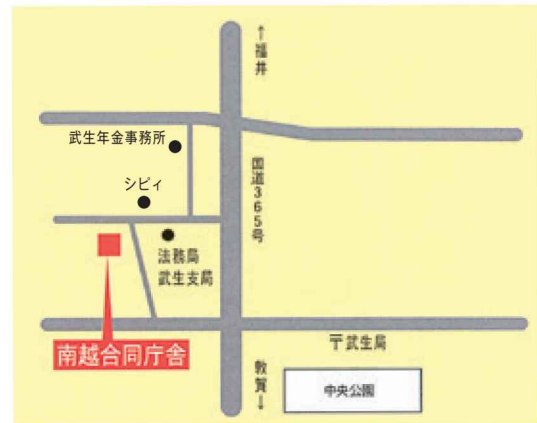 ↑福井
武生年金事務所
シピィ
国道365号
法務局
武生支局
南越合同庁舎
〒武生局
敦賀↓
中央公園